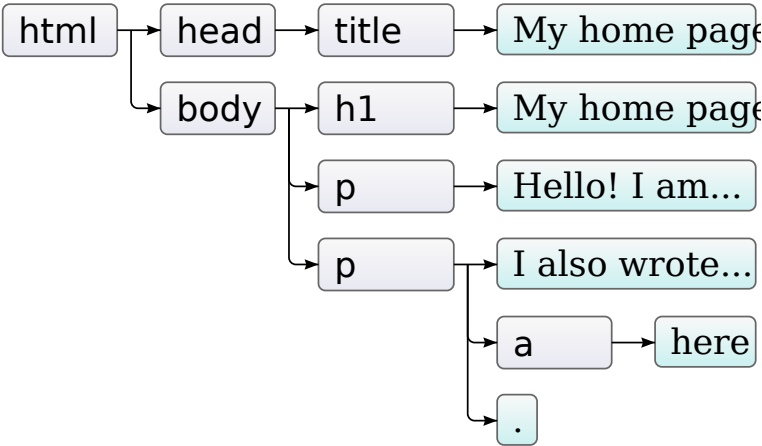 html head title My home page
body h1 My home page
p Hello! I am...
p I also wrote...
a here
.